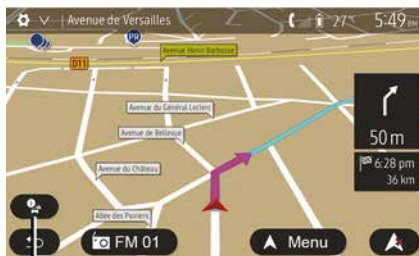 Avenue de Versailles
27°
5:49 PM
PR
Avenue Henri Barbusse
D11
Avenue du Général Leclerc
Avenue de Bellevue
Avenue du Château
Allée des Poiriers
50 m
6:28 pm
36 km
FM 01
Menu